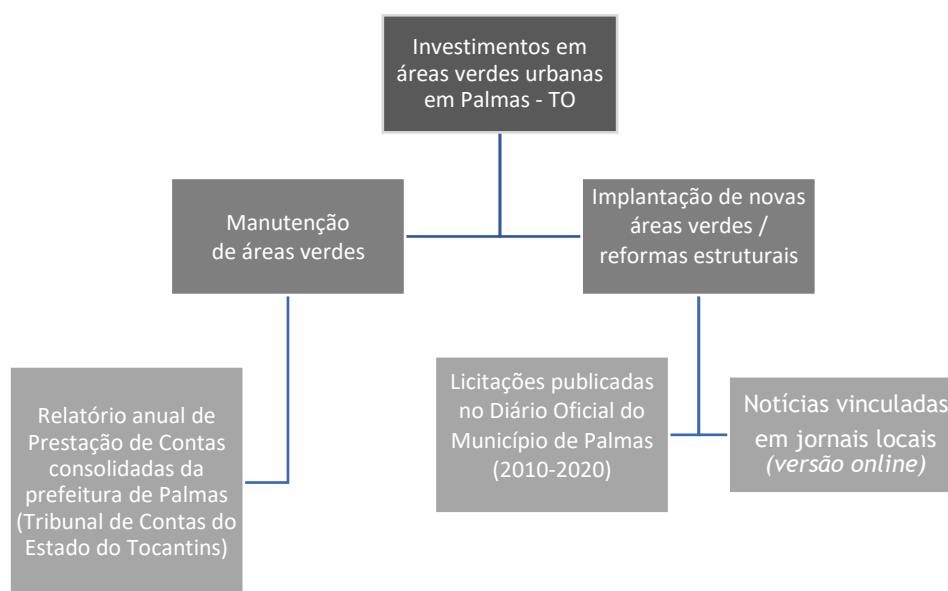 Investimentos em
áreas verdes urbanas
em Palmas - TO
Manutenção
de áreas verdes
Implantação de novas
áreas verdes /
reformas estruturais
Relatório anual de
Prestação de Contas
consolidadas da
prefeitura de Palmas
(Tribunal de Contas do
Estado do Tocantins)
Licitações publicadas
no Diário Oficial do
Município de Palmas
(2010-2020)
Notícias vinculadas
em jornais locais
(versão online)